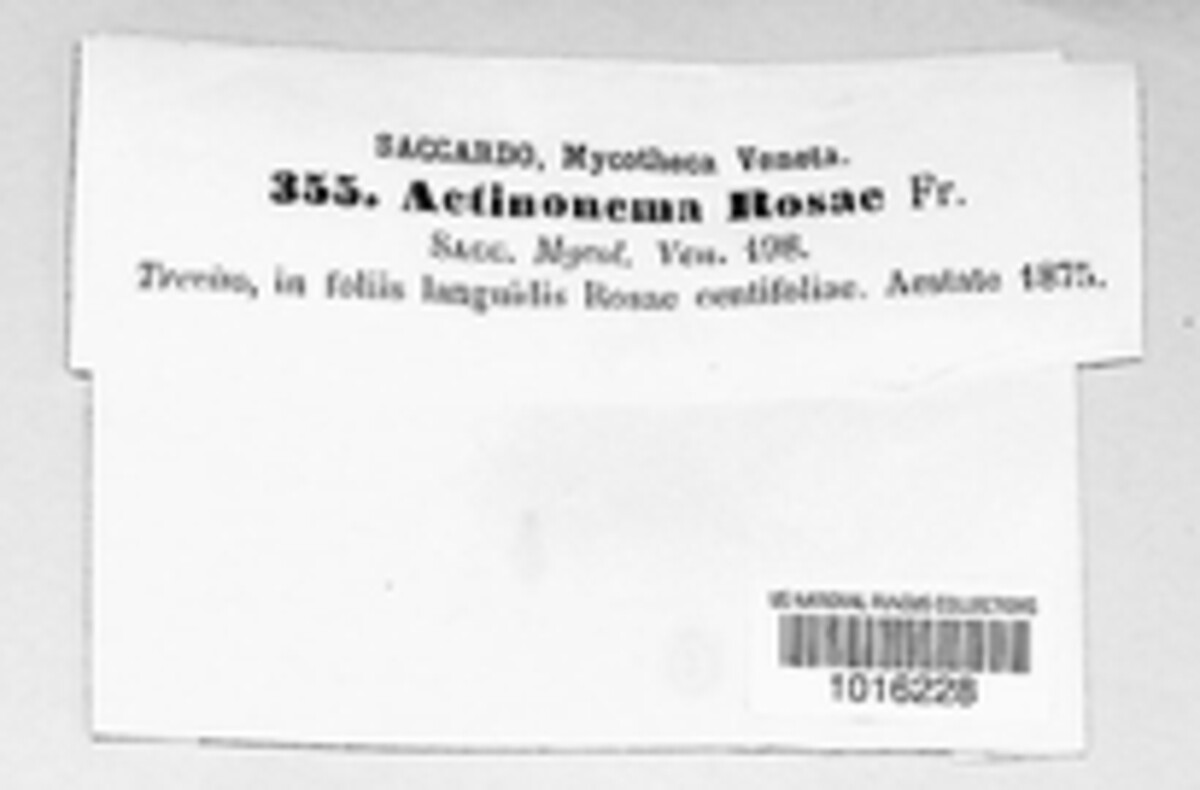 SACCARDO, Mycotheca Veneta.
355. Actinonema Rosae Fr.
SACC. Mycol. Ven. 198.
Treviso, in foliis languidis Rosae centifoliae. Aestate 1875.
US NATIONAL FUNGUS COLLECTIONS
1016228